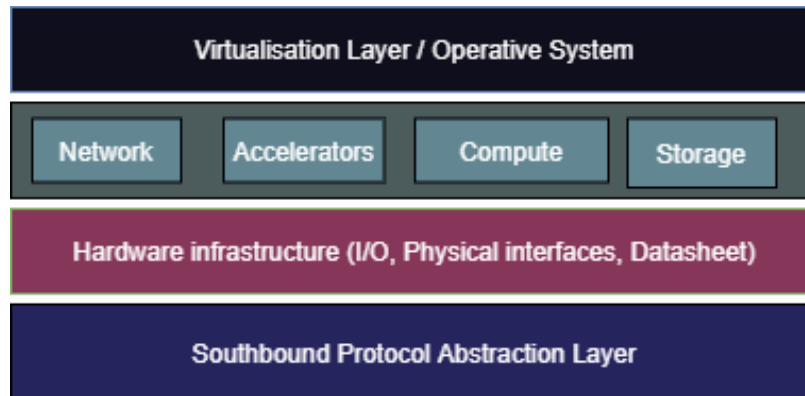 Virtualisation Layer / Operative System
Network Accelerators Compute Storage
Hardware infrastructure (I/O, Physical interfaces, Datasheet)
Southbound Protocol Abstraction Layer